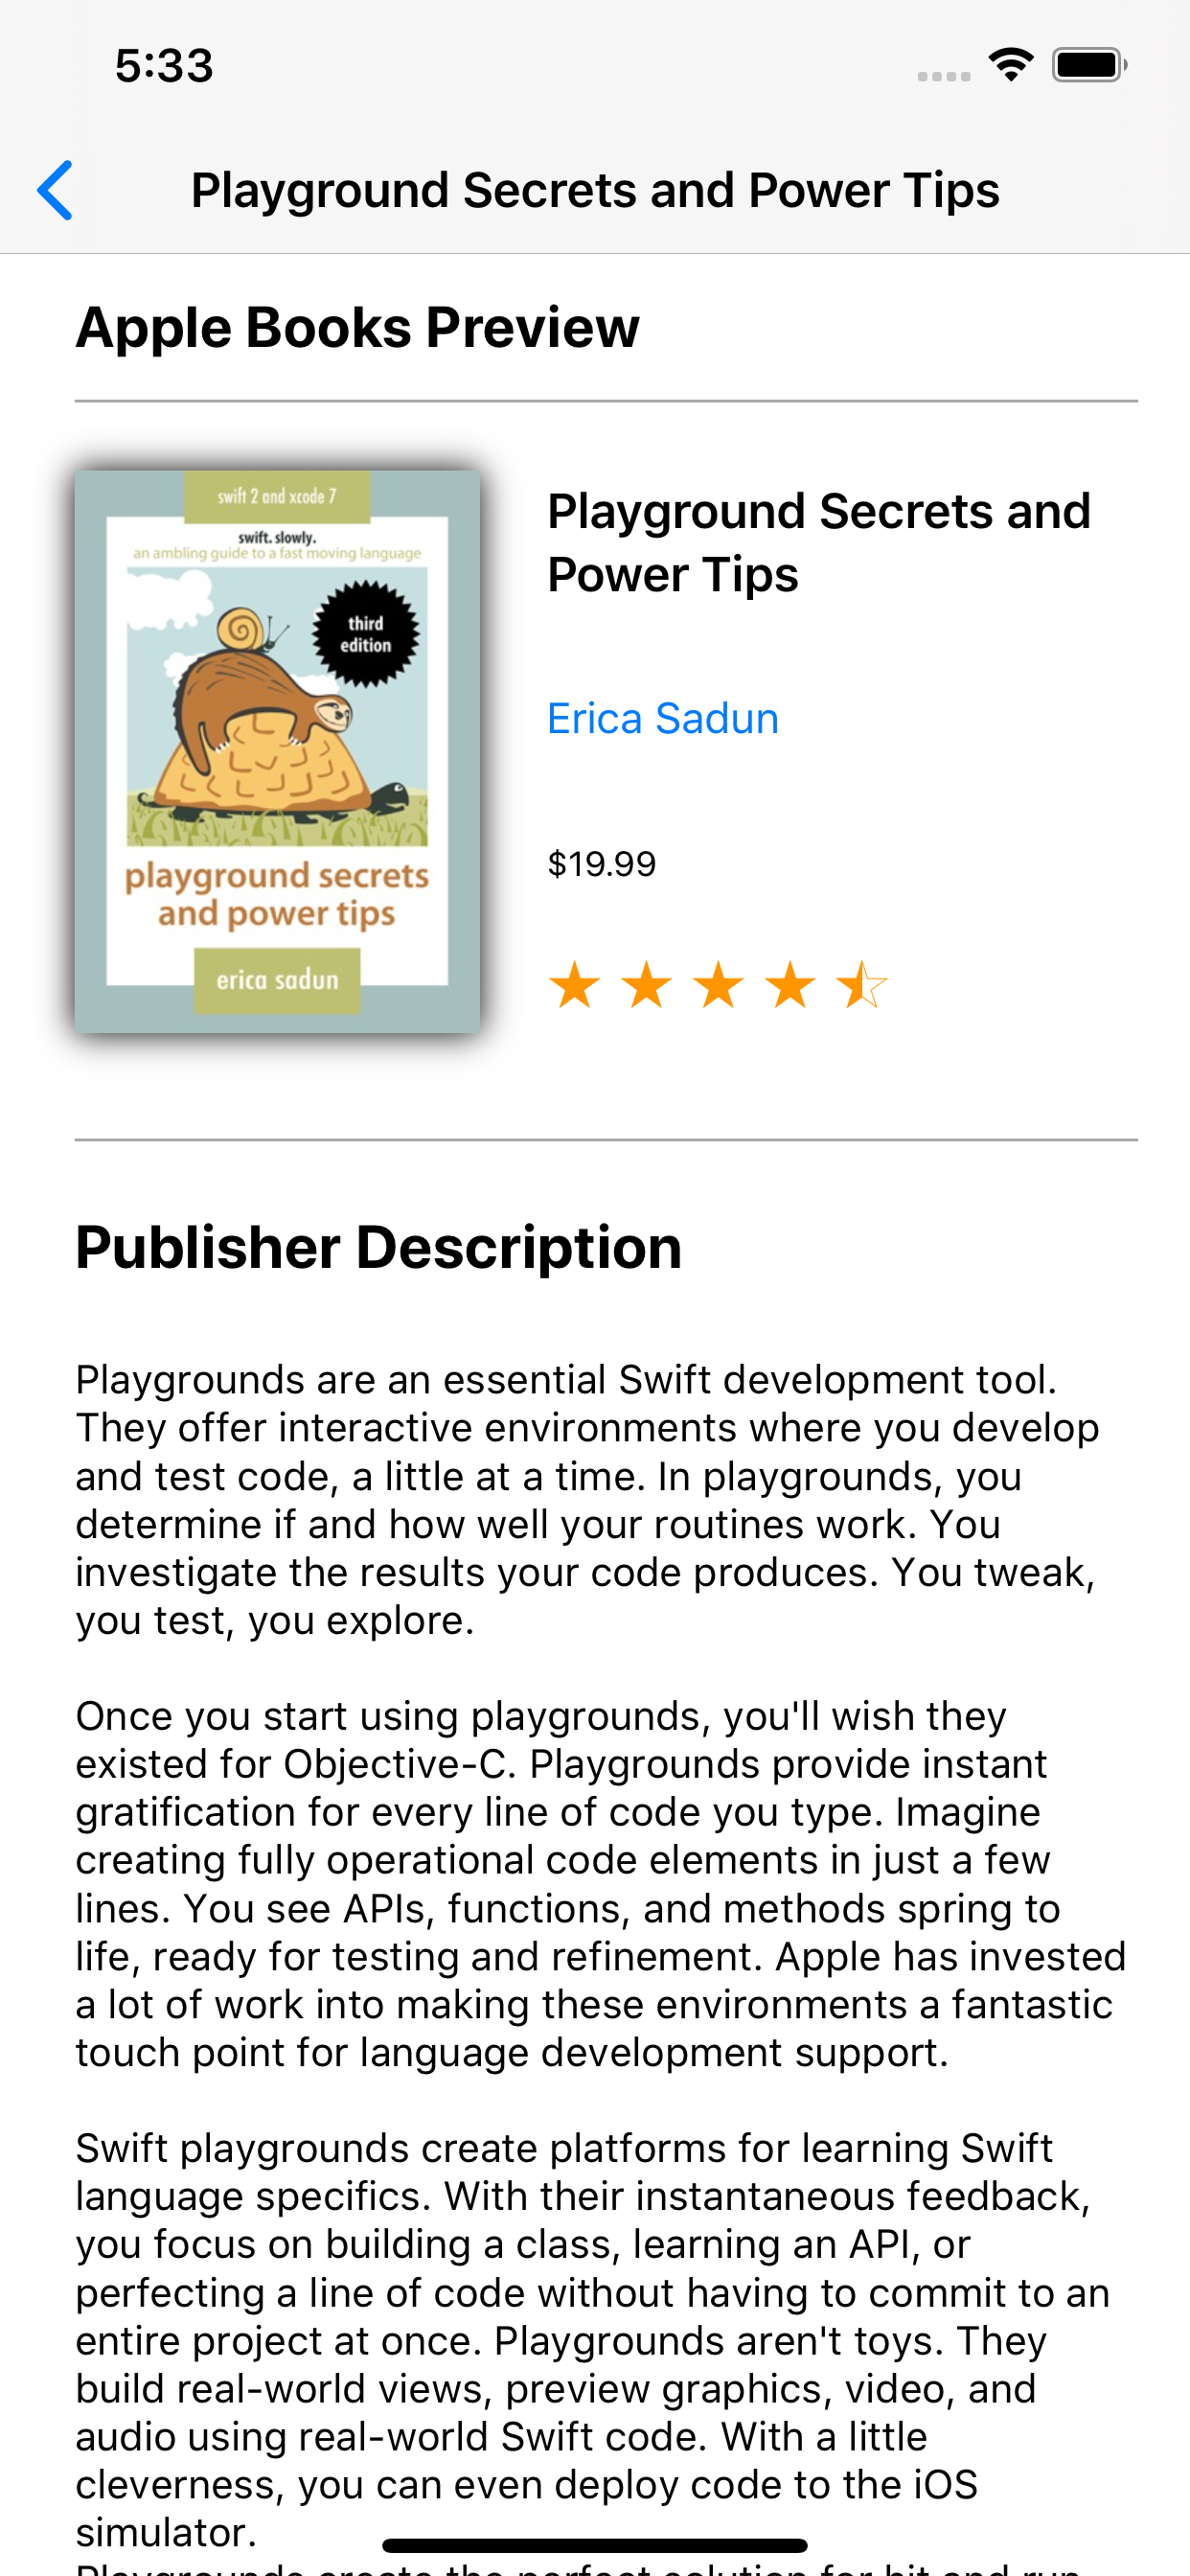 5:33
Playground Secrets and Power Tips
Apple Books Preview
swift 2 and xcode 7
swift. slowly.
an ambling guide to a fast moving language
third
edition
playground secrets
and power tips
erica sadun
Playground Secrets and
Power Tips
Erica Sadun
$19.99
Publisher Description
Playgrounds are an essential Swift development tool.
They offer interactive environments where you develop
and test code, a little at a time. In playgrounds, you
determine if and how well your routines work. You
investigate the results your code produces. You tweak,
you test, you explore.
Once you start using playgrounds, you'll wish they
existed for Objective-C. Playgrounds provide instant
gratification for every line of code you type. Imagine
creating fully operational code elements in just a few
lines. You see APIs, functions, and methods spring to
life, ready for testing and refinement. Apple has invested
a lot of work into making these environments a fantastic
touch point for language development support.
Swift playgrounds create platforms for learning Swift
language specifics. With their instantaneous feedback,
you focus on building a class, learning an API, or
perfecting a line of code without having to commit to an
entire project at once. Playgrounds aren't toys. They
build real-world views, preview graphics, video, and
audio using real-world Swift code. With a little
cleverness, you can even deploy code to the iOS
simulator.
Playgrounds create the perfect solution for hit and run